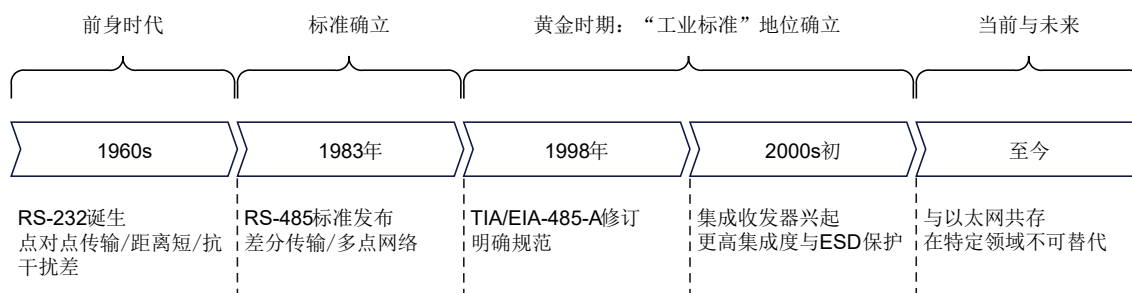 前身时代
标准确立
黄金时期：“工业标准”地位确立
当前与未来
1960s
1983年
1998年
2000s初
至今
RS-232诞生
点对点传输/距离短/抗
干扰差
RS-485标准发布
差分传输/多点网络
TIA/EIA-485-A修订
明确规范
集成收发器兴起
更高集成度与ESD保护
与以太网共存
在特定领域不可替代